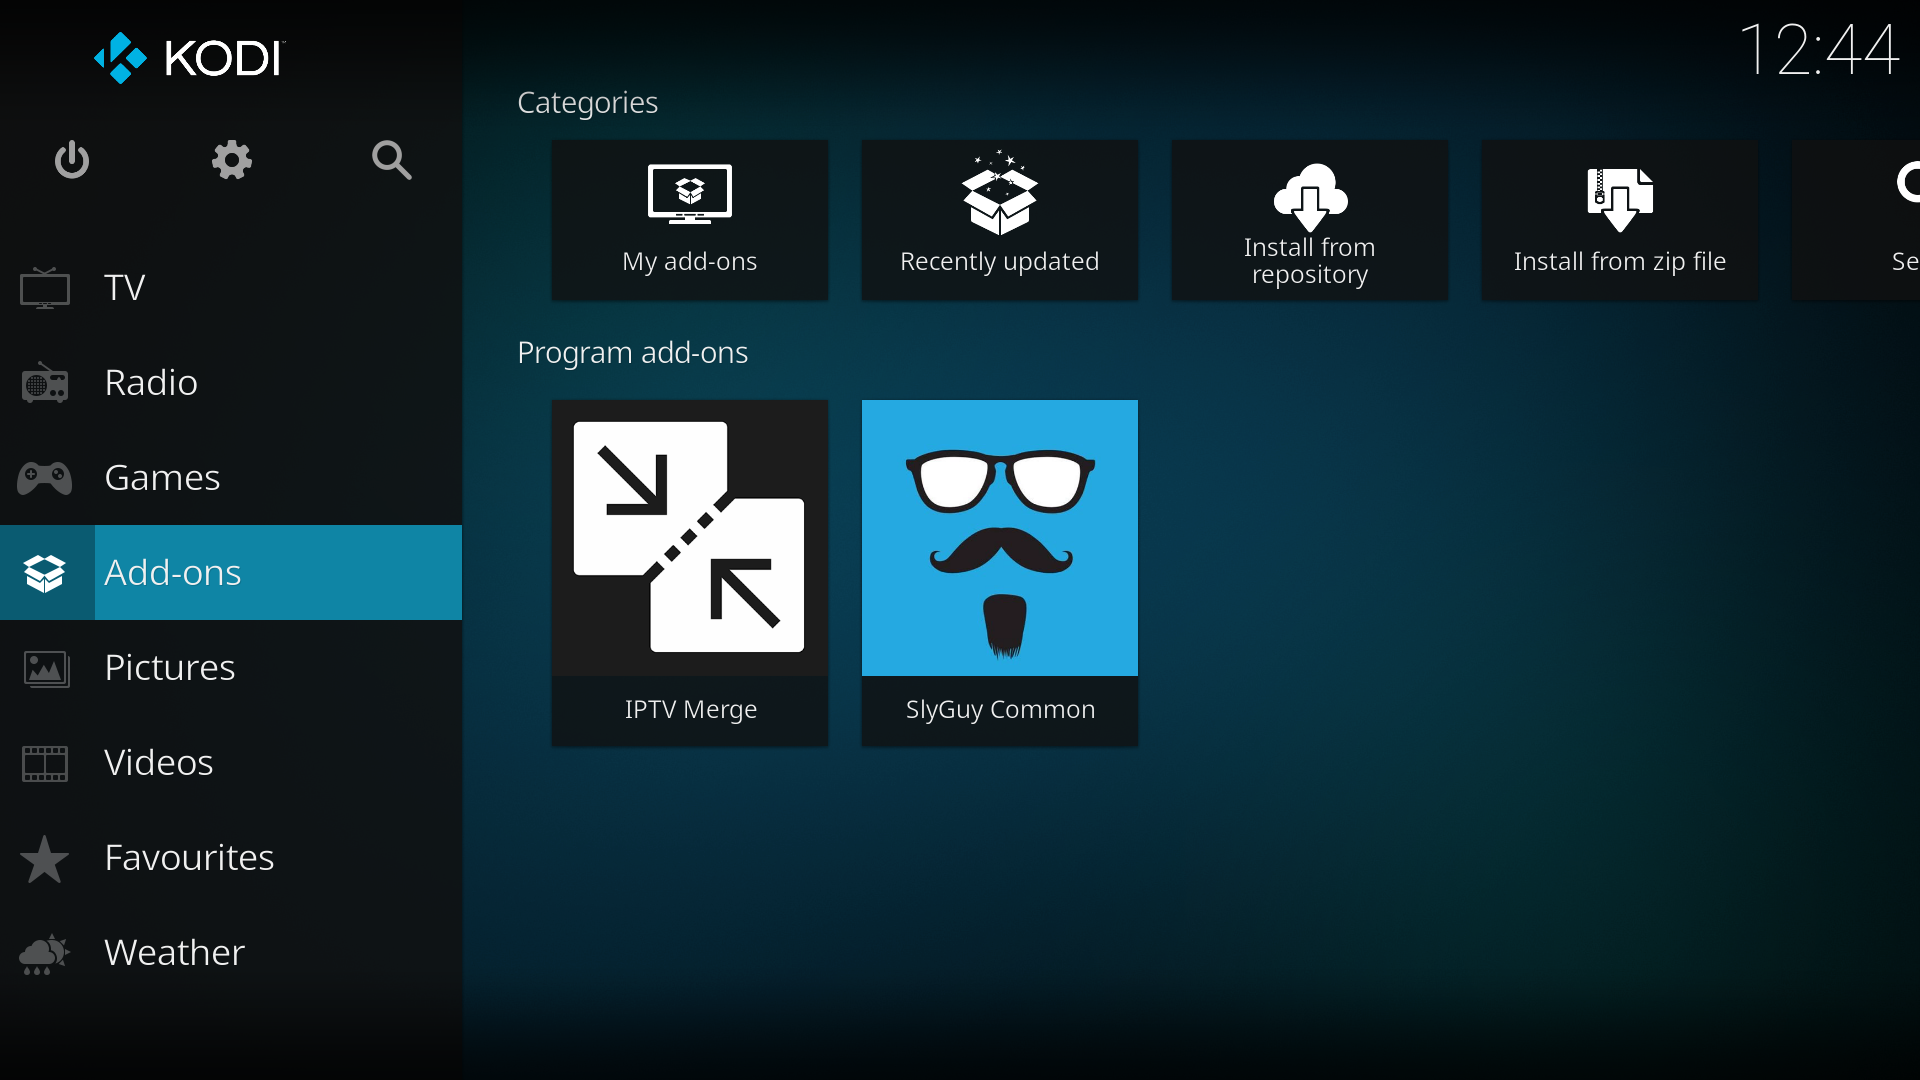 KODI
12:44
Categories
My add-ons
Recently updated
Install from
repository
Install from zip file
Se
TV
Radio
Games
Add-ons
Pictures
Videos
Favourites
Weather
Program add-ons
IPTV Merge
SlyGuy Common